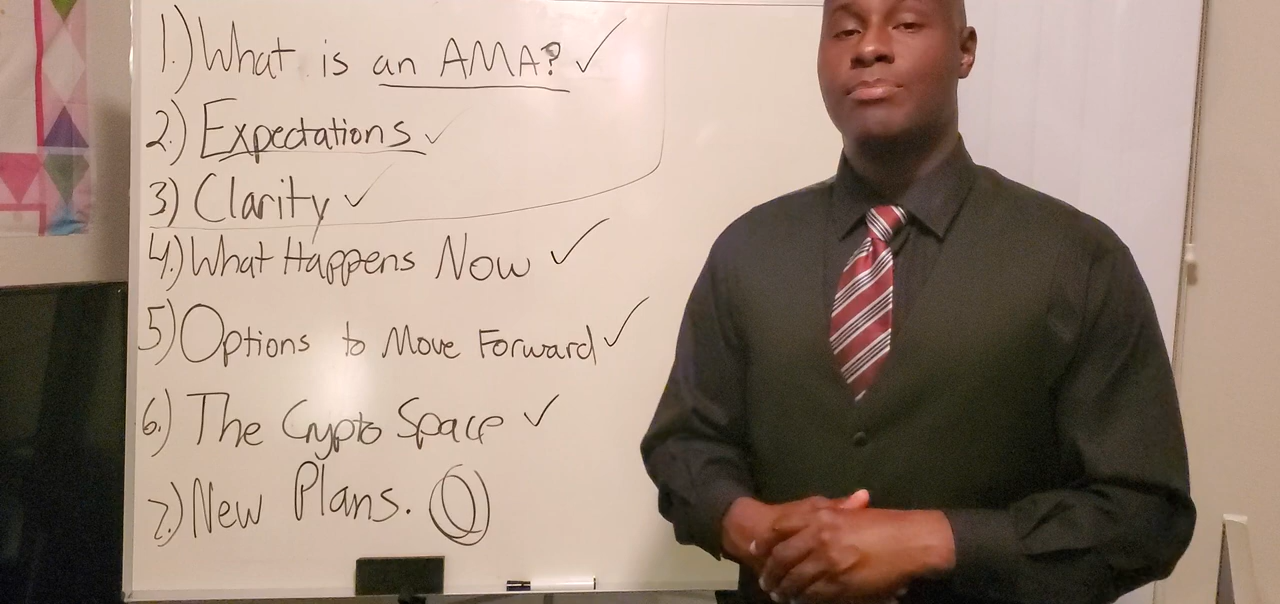 1.) What is an AMA? ✓
2.) Expectations ✓
3) Clarity ✓
4.) What Happens Now ✓
5) Options to Move Forward ✓
6.) The Crypto Space ✓
7.) New Plans.